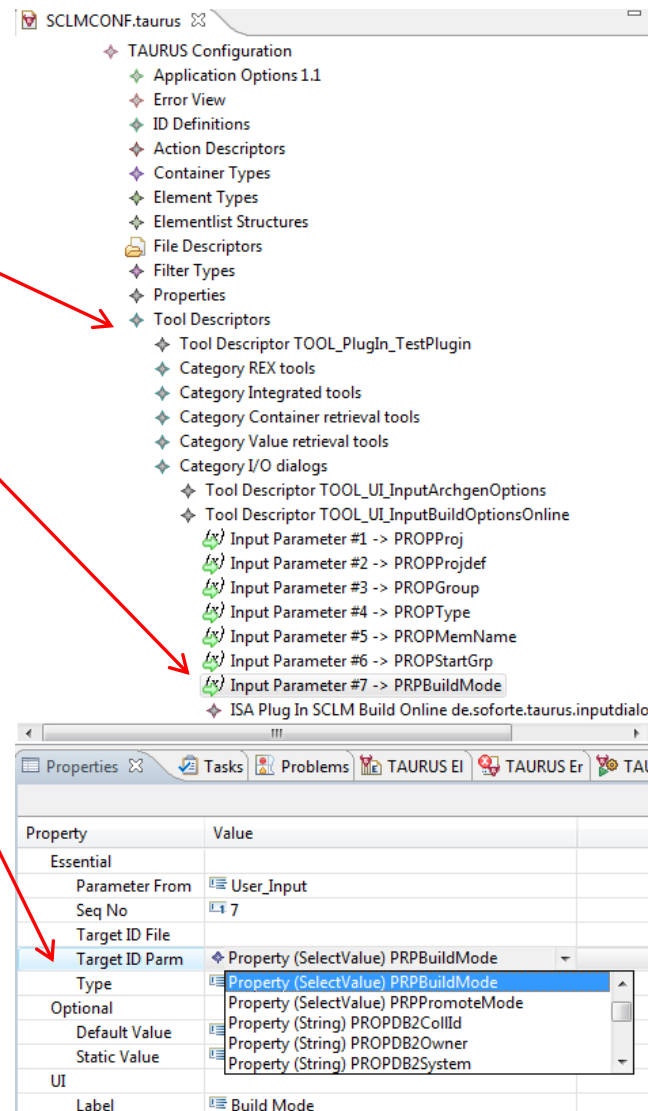 SCLMCONF.taurus
TAURUS Configuration
Application Options 1.1
Error View
ID Definitions
Action Descriptors
Container Types
Element Types
Elementlist Structures
File Descriptors
Filter Types
Properties
Tool Descriptors
Tool Descriptor TOOL_PlugIn_TestPlugin
Category REX tools
Category Integrated tools
Category Container retrieval tools
Category Value retrieval tools
Category I/O dialogs
Tool Descriptor TOOL_UI_InputArchgenOptions
Tool Descriptor TOOL_UI_InputBuildOptionsOnline
(x) Input Parameter #1 -> PROPProj
(x) Input Parameter #2 -> PROPProjdef
(x) Input Parameter #3 -> PROPGroup
(x) Input Parameter #4 -> PROPType
(x) Input Parameter #5 -> PROPMemName
(x) Input Parameter #6 -> PROPStartGrp
(x) Input Parameter #7 -> PRPBuildMode
ISA Plug In SCLM Build Online de.soforte.taurus.inputdialo
Properties Tasks Problems TAURUS El TAURUS Er TAU
Property Value
Essential
Parameter From User_Input
Seq No 7
Target ID File
Target ID Parm Property (SelectValue) PRPBuildMode
Type Property (SelectValue) PRPBuildMode
Property (SelectValue) PRPPromoteMode
Optional
Property (String) PROPDB2CollId
Default Value
Property (String) PROPDB2Owner
Static Value
Property (String) PROPDB2System
UI
Label Build Mode